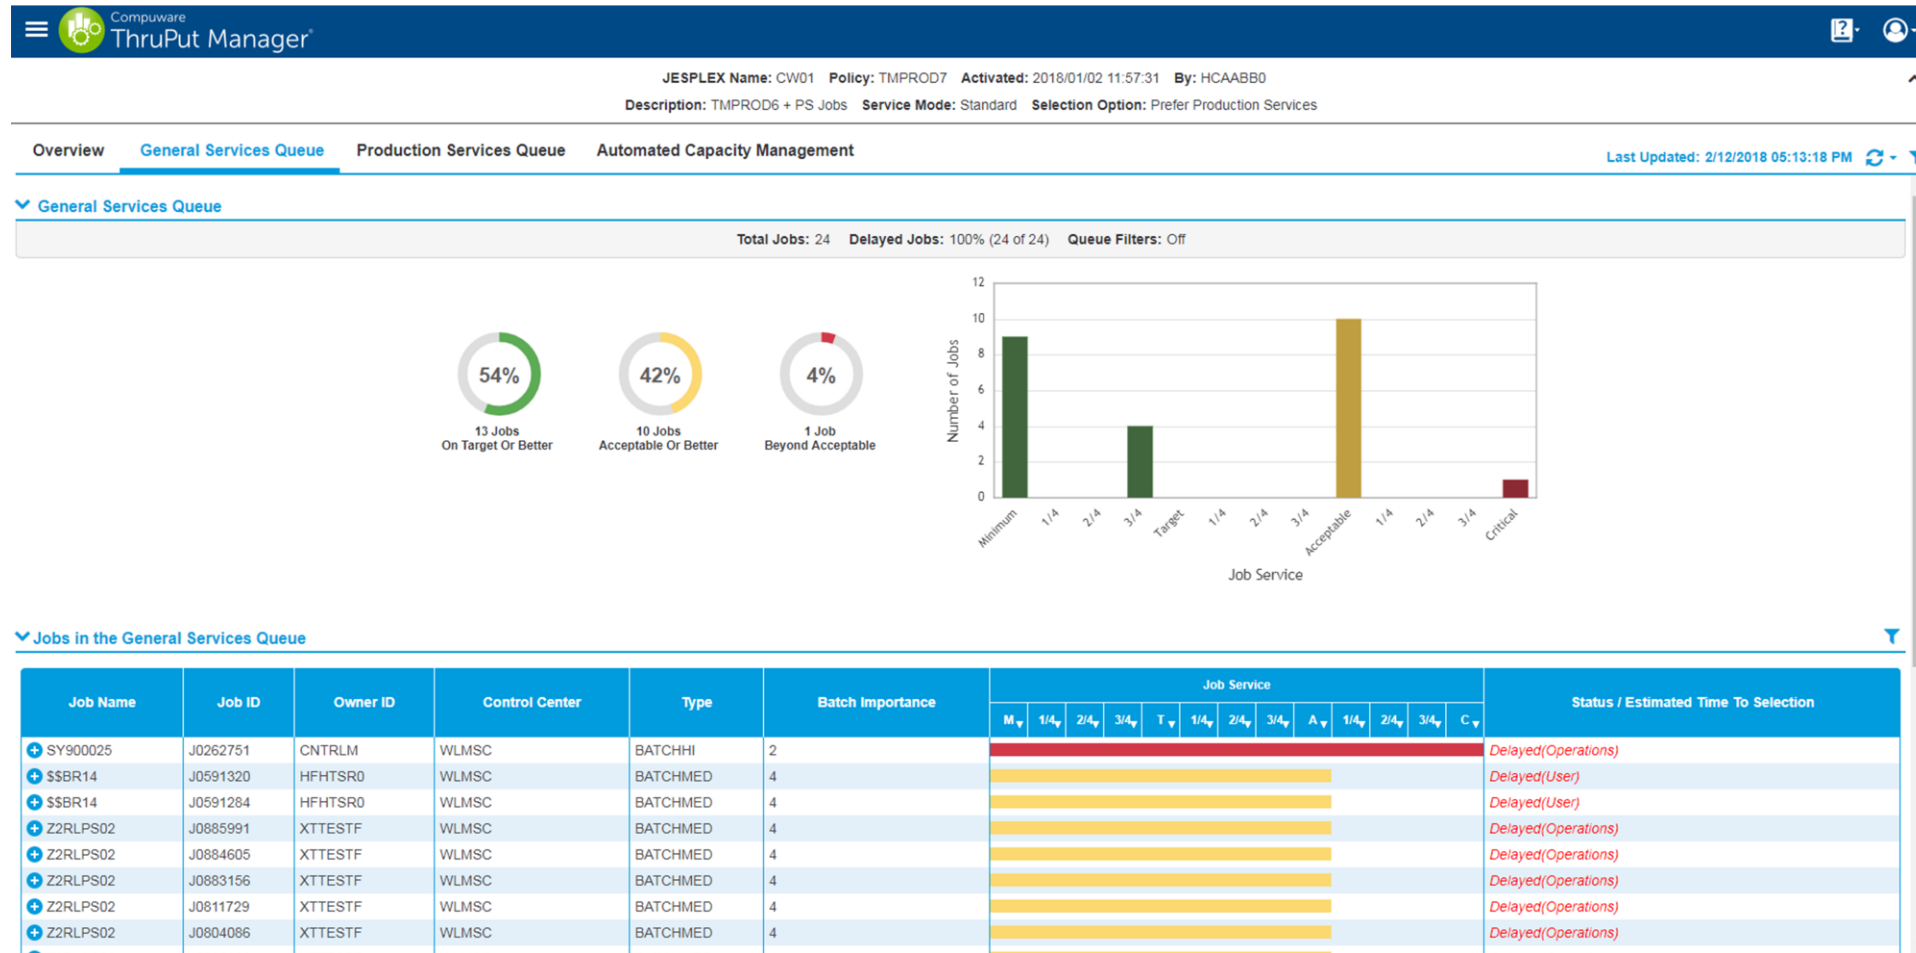 Compuware
ThruPut Manager®
JESPLEX Name: CW01 Policy: TMPROD7 Activated: 2018/01/02 11:57:31 By: HCAABB0
Description: TMPROD6 + PS Jobs Service Mode: Standard Selection Option: Prefer Production Services
Overview General Services Queue Production Services Queue Automated Capacity Management
Last Updated: 2/12/2018 05:13:18 PM
General Services Queue
Total Jobs: 24 Delayed Jobs: 100% (24 of 24) Queue Filters: Off
54% 42% 4%
13 Jobs 10 Jobs 1 Job
On Target Or Better Acceptable Or Better Beyond Acceptable
Number of Jobs
12
10
8
6
4
2
0
Minimum 1/4 2/4 3/4 Target 1/4 2/4 3/4 Acceptable 1/4 2/4 3/4 Critical
Job Service
Jobs in the General Services Queue
Job Name Job ID Owner ID Control Center Type Batch Importance Job Service Status / Estimated Time To Selection
M 1/4 2/4 3/4 T 1/4 2/4 3/4 A 1/4 2/4 3/4 C
SY900025 J0262751 CNTRLM WLMSC BATCHHI 2 Delayed(Operations)
$$BR14 J0591320 HFHTSR0 WLMSC BATCHMED 4 Delayed(User)
$$BR14 J0591284 HFHTSR0 WLMSC BATCHMED 4 Delayed(User)
Z2RLPS02 J0885991 XTTESTF WLMSC BATCHMED 4 Delayed(Operations)
Z2RLPS02 J0884605 XTTESTF WLMSC BATCHMED 4 Delayed(Operations)
Z2RLPS02 J0883156 XTTESTF WLMSC BATCHMED 4 Delayed(Operations)
Z2RLPS02 J0811729 XTTESTF WLMSC BATCHMED 4 Delayed(Operations)
Z2RLPS02 J0804086 XTTESTF WLMSC BATCHMED 4 Delayed(Operations)